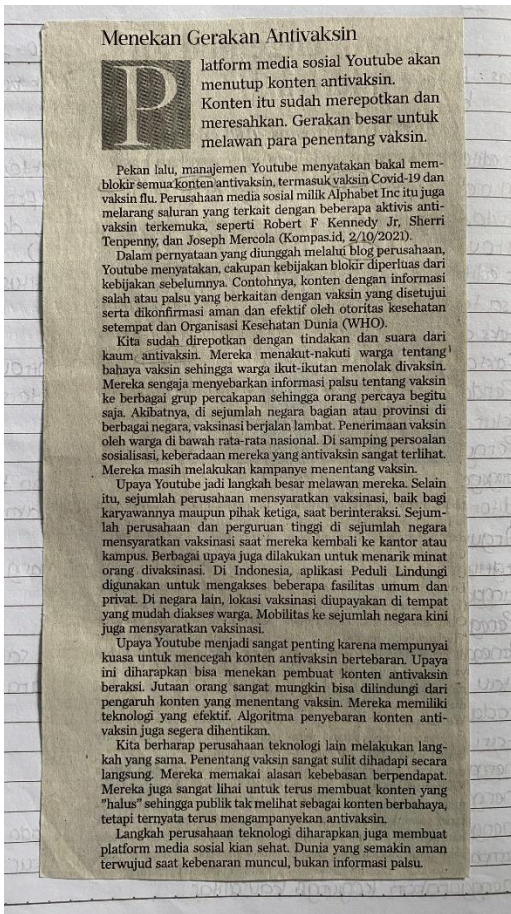 Menekan Gerakan Antivaksin
Platform media sosial Youtube akan
menutup konten antivaksin.
Konten itu sudah merepotkan dan
meresahkan. Gerakan besar untuk
melawan para penentang vaksin.
Pekan lalu, manajemen Youtube menyatakan bakal mem-
blokir semua konten antivaksin, termasuk vaksin Covid-19 dan
vaksin flu. Perusahaan media sosial milik Alphabet Inc itu juga
melarang saluran yang terkait dengan beberapa aktivis anti-
vaksin terkemuka, seperti Robert F Kennedy Jr, Sherri
Tenpenny, dan Joseph Mercola (Kompas.id, 2/10/2021).
Dalam pernyataan yang diunggah melalui blog perusahaan,
Youtube menyatakan, cakupan kebijakan blokir diperluas dari
kebijakan sebelumnya. Contohnya, konten dengan informasi
salah atau palsu yang berkaitan dengan vaksin yang disetujui
serta dikonfirmasi aman dan efektif oleh otoritas kesehatan
setempat dan Organisasi Kesehatan Dunia (WHO).
Kita sudah direpotkan dengan tindakan dan suara dari
kaum antivaksin. Mereka menakut-nakuti warga tentang
bahaya vaksin sehingga warga ikut-ikutan menolak divaksin.
Mereka sengaja menyebarkan informasi palsu tentang vaksin
ke berbagai grup percakapan sehingga orang percaya begitu
saja. Akibatnya, di sejumlah negara bagian atau provinsi di
berbagai negara, vaksinasi berjalan lambat. Penerimaan vaksin
oleh warga di bawah rata-rata nasional. Di samping persoalan
sosialisasi, keberadaan mereka yang antivaksin sangat terlihat.
Mereka masih melakukan kampanye menentang vaksin.
Upaya Youtube jadi langkah besar melawan mereka. Selain
itu, sejumlah perusahaan mensyaratkan vaksinasi, baik bagi
karyawannya maupun pihak ketiga, saat berinteraksi. Sejum-
lah perusahaan dan perguruan tinggi di sejumlah negara
mensyaratkan vaksinasi saat mereka kembali ke kantor atau
kampus. Berbagai upaya juga dilakukan untuk menarik minat
orang divaksinasi. Di Indonesia, aplikasi Peduli Lindungi
digunakan untuk mengakses beberapa fasilitas umum dan
privat. Di negara lain, lokasi vaksinasi diupayakan di tempat
yang mudah diakses warga. Mobilitas ke sejumlah negara kini
juga mensyaratkan vaksinasi.
Upaya Youtube menjadi sangat penting karena mempunyai
kuasa untuk mencegah konten antivaksin bertebaran. Upaya
ini diharapkan bisa menekan pembuat konten antivaksin
beraksi. Jutaan orang sangat mungkin bisa dilindungi dari
pengaruh konten yang menentang vaksin. Mereka memiliki
teknologi yang efektif. Algoritma penyebaran konten anti-
vaksin juga segera dihentikan.
Kita berharap perusahaan teknologi lain melakukan lang-
kah yang sama. Penentang vaksin sangat sulit dihadapi secara
langsung. Mereka memakai alasan kebebasan berpendapat.
Mereka juga sangat lihai untuk terus membuat konten yang
"halus" sehingga publik tak melihat sebagai konten berbahaya,
tetapi ternyata terus mengampanyekan antivaksin.
Langkah perusahaan teknologi diharapkan juga membuat
platform media sosial kian sehat. Dunia yang semakin aman
terwujud saat kebenaran muncul, bukan informasi palsu.